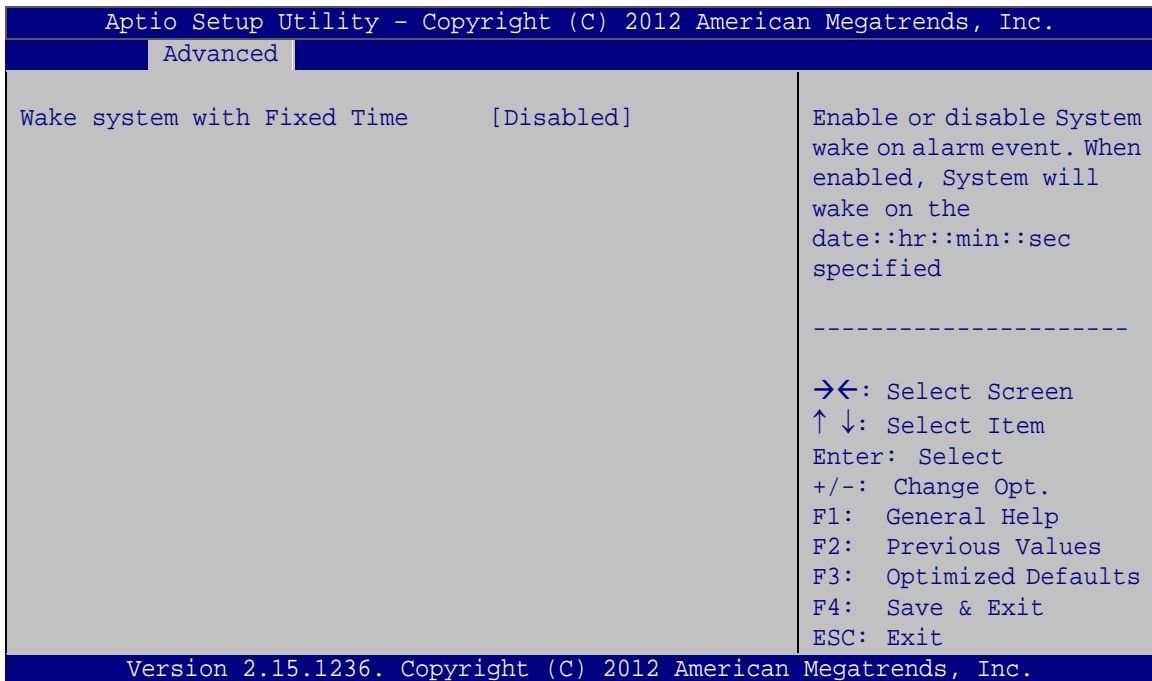 Aptio Setup Utility – Copyright (C) 2012 American Megatrends, Inc.
Advanced
Wake system with Fixed Time [Disabled]
Enable or disable System
wake on alarm event. When
enabled, System will
wake on the
date::hr::min::sec
specified
----------------------
→←: Select Screen
↑ ↓: Select Item
Enter: Select
+/-: Change Opt.
F1: General Help
F2: Previous Values
F3: Optimized Defaults
F4: Save & Exit
ESC: Exit
Version 2.15.1236. Copyright (C) 2012 American Megatrends, Inc.